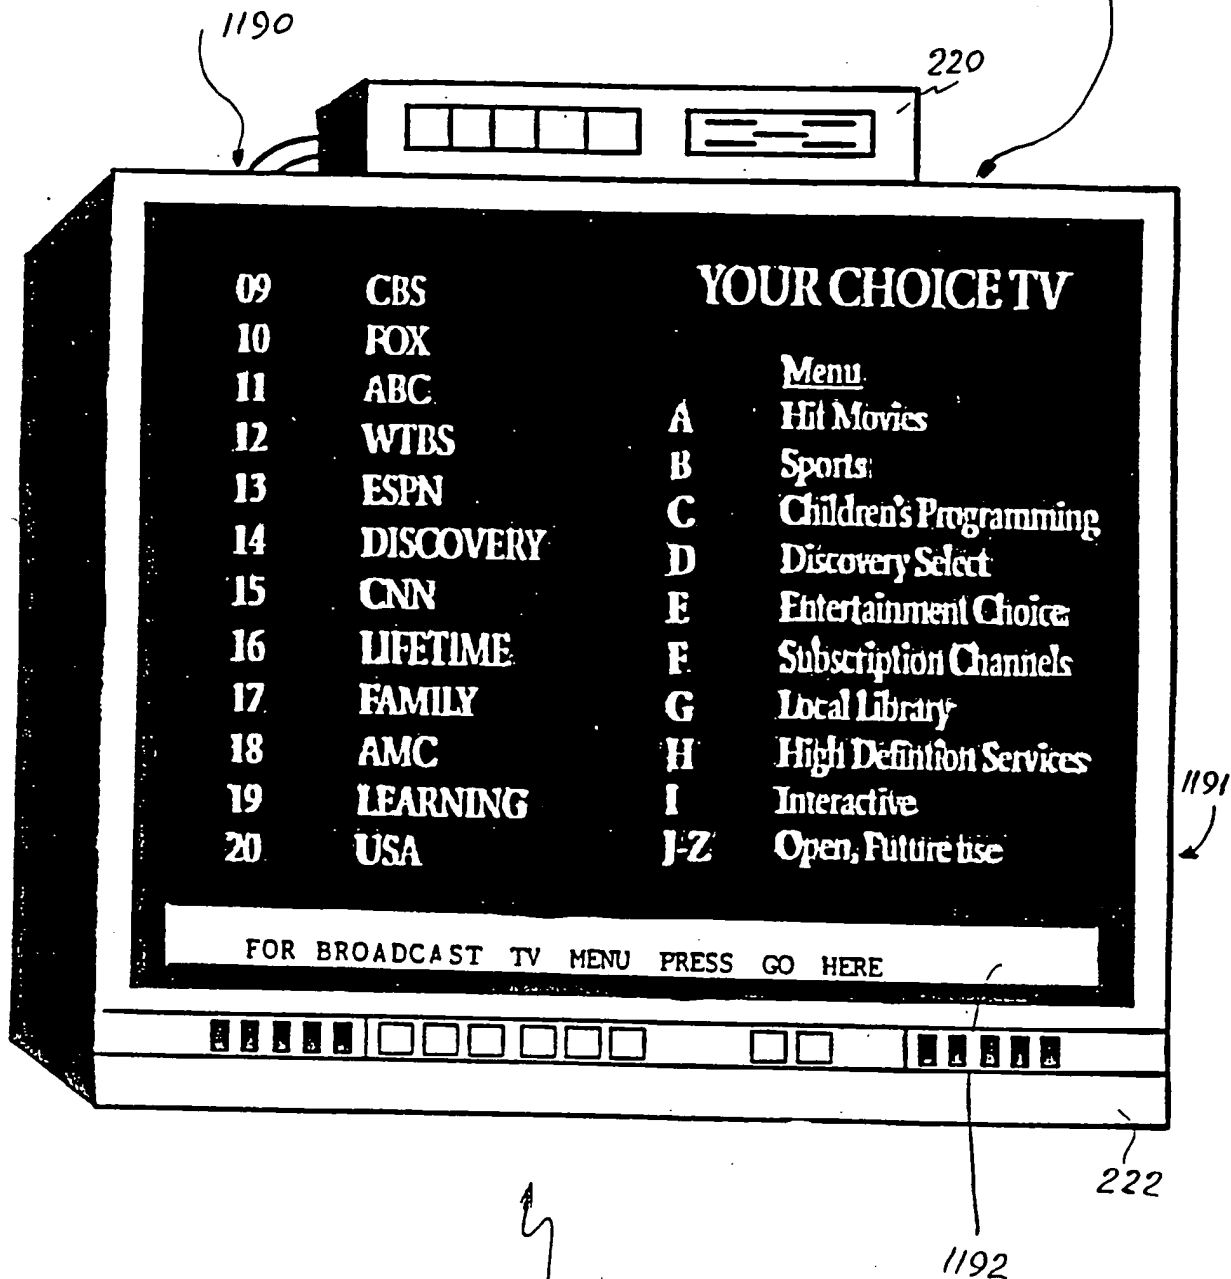 1190
220
09 CBS
10 FOX
11 ABC
12 WTBS
13 ESPN
14 DISCOVERY
15 CNN
16 LIFETIME
17 FAMILY
18 AMC
19 LEARNING
20 USA
YOUR CHOICE TV
Menu
A Hit Movies
B Sports
C Children's Programming
D Discovery Select
E Entertainment Choice
F Subscription Channels
G Local Library
H High Defintion Services
I Interactive
J-Z Open, Future use
1191
FOR BROADCAST TV MENU PRESS GO HERE
222
1192